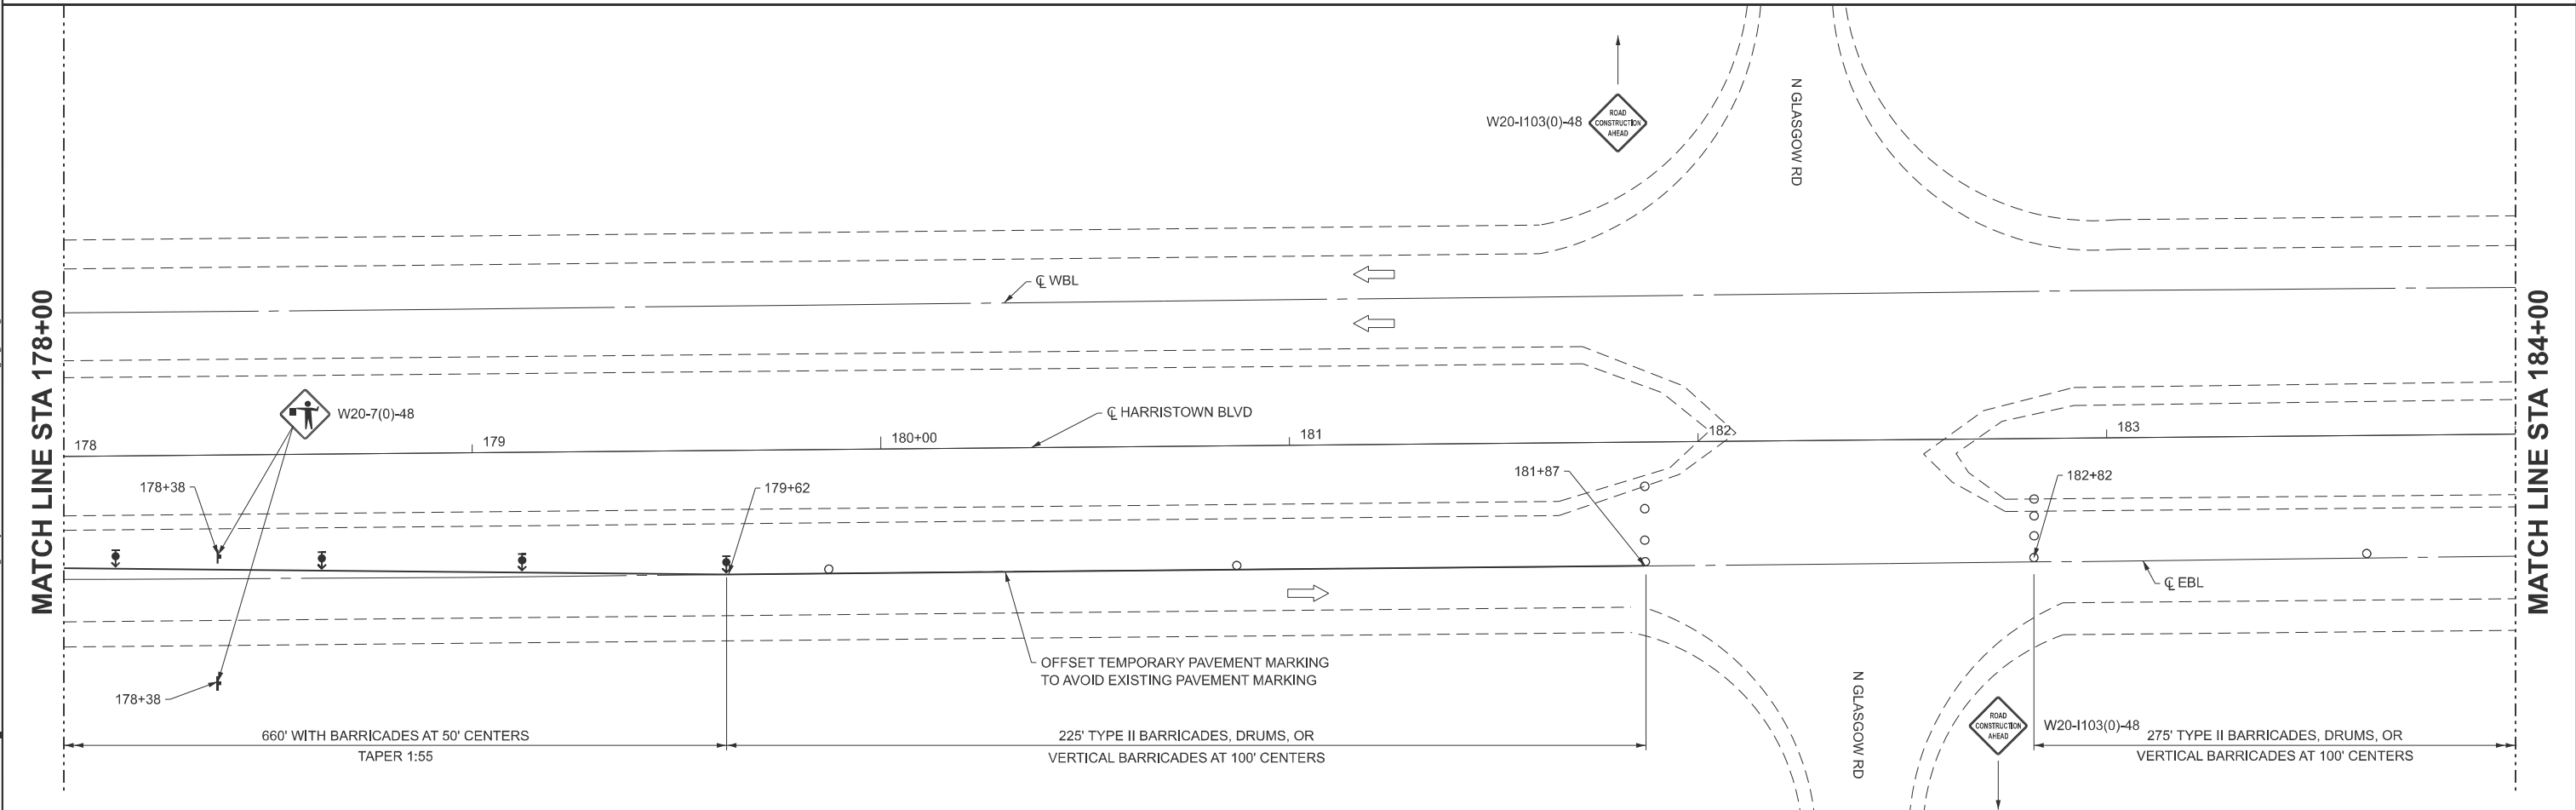 MATCH LINE STA 178+00
W20-I103(0)-48
ROAD
CONSTRUCTION
AHEAD
N GLASGOW RD
℄ WBL
W20-7(0)-48
℄ HARRISTOWN BLVD
178
179
180+00
181
182
183
178+38
179+62
181+87
182+82
℄ EBL
178+38
OFFSET TEMPORARY PAVEMENT MARKING
TO AVOID EXISTING PAVEMENT MARKING
660' WITH BARRICADES AT 50' CENTERS
TAPER 1:55
225' TYPE II BARRICADES, DRUMS, OR
VERTICAL BARRICADES AT 100' CENTERS
N GLASGOW RD
ROAD
CONSTRUCTION
AHEAD
W20-I103(0)-48
275' TYPE II BARRICADES, DRUMS, OR
VERTICAL BARRICADES AT 100' CENTERS
MATCH LINE STA 184+00